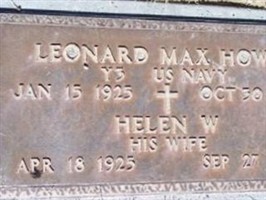 LEONARD MAX HOW
Y3 US NAVY
JAN 15 1925 OCT 30
HELEN W
HIS WIFE
APR 18 1925 SEP 27